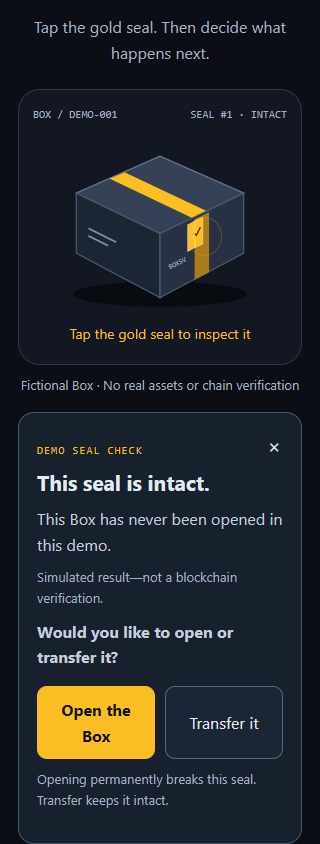 Tap the gold seal. Then decide what
happens next.
BOX / DEMO-001
SEAL #1 · INTACT
✓
BOXSV
Tap the gold seal to inspect it
Fictional Box · No real assets or chain verification
DEMO SEAL CHECK
✕
This seal is intact.
This Box has never been opened in
this demo.
Simulated result—not a blockchain
verification.
Would you like to open or
transfer it?
Open the
Box
Transfer it
Opening permanently breaks this seal.
Transfer keeps it intact.